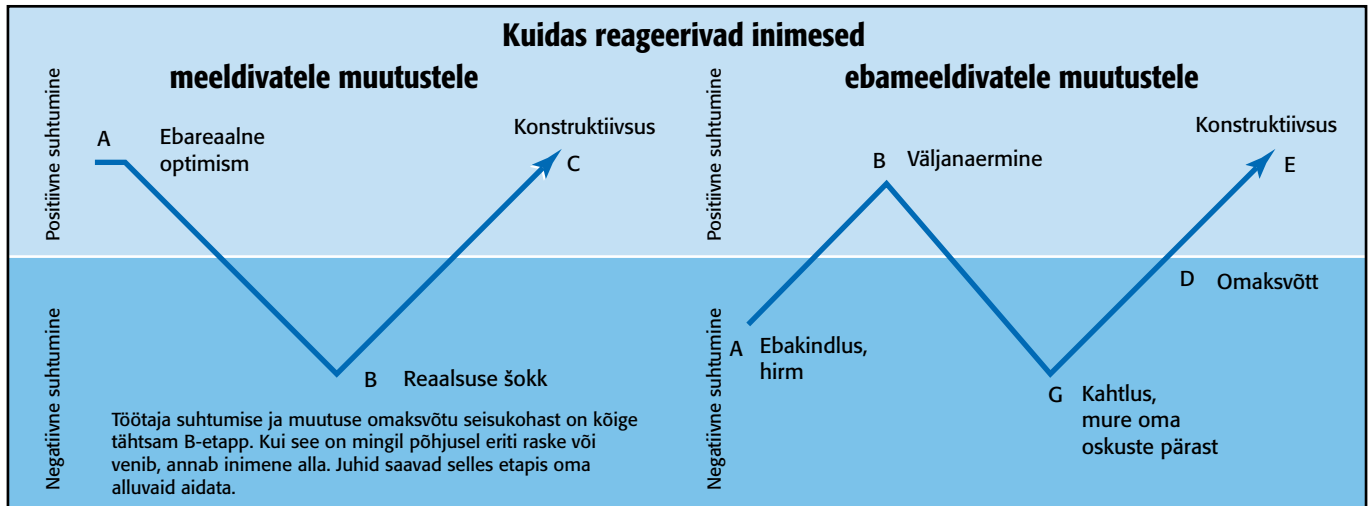 Kuidas reageerivad inimesed
meeldivatele muutustele
Positiivne suhtumine
A
Ebareaalne
optimism
Konstruktiivsus
C
Negatiivne suhtumine
B
Reaalsuse šokk
Töötaja suhtumise ja muutuse omaksvõtu seisukohast on kõige
tähtsam B-etapp. Kui see on mingil põhjusel eriti raske või
venib, annab inimene alla. Juhid saavad selles etapis oma
alluvaid aidata.
ebameeldivatele muutustele
Positiivne suhtumine
B
Väljanaermine
Konstruktiivsus
E
D
Omaksvõtt
Negatiivne suhtumine
A
Ebakindlus,
hirm
G
Kahtlus,
mure oma
oskuste pärast